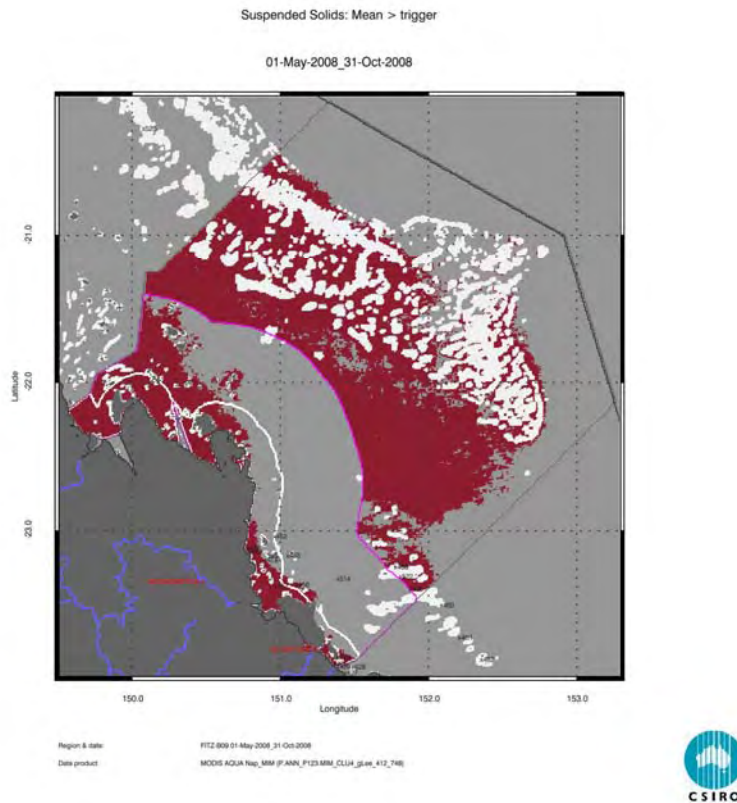 Suspended Solids: Mean > trigger
01-May-2008_31-Oct-2008
-21.0
-22.0
-23.0
Latitude
150.0 151.0 152.0 153.0
Longitude
Region & date: FITZ-B09 01-May-2008_31-Oct-2008
Data product: MODIS AQUA Nap_MIM
CSIRO